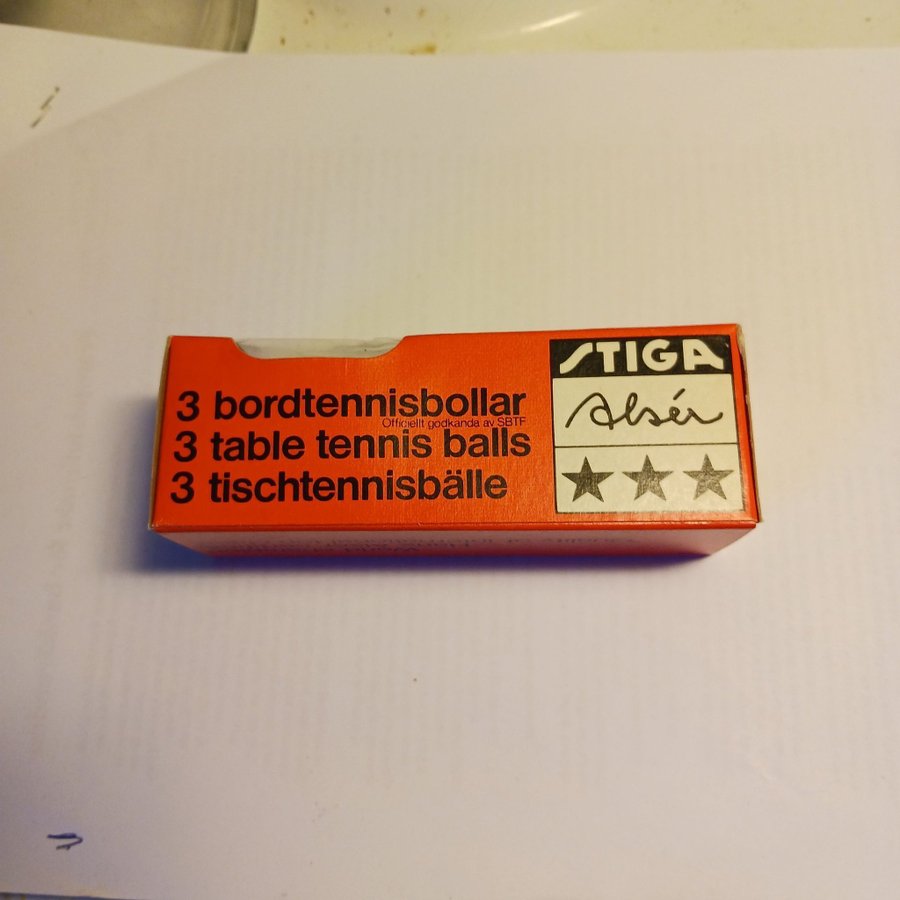 3 bordtennisbollar
Officiellt godkända av SBTF
3 table tennis balls
3 tischtennisbälle
STIGA
Alsér